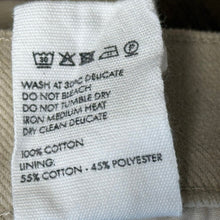 WASH AT 30°C DELICATE
DO NOT BLEACH
DO NOT TUMBLE DRY
IRON MEDIUM HEAT
DRY CLEAN DELICATE
100% COTTON
LINING:
55% COTTON - 45% POLYESTER